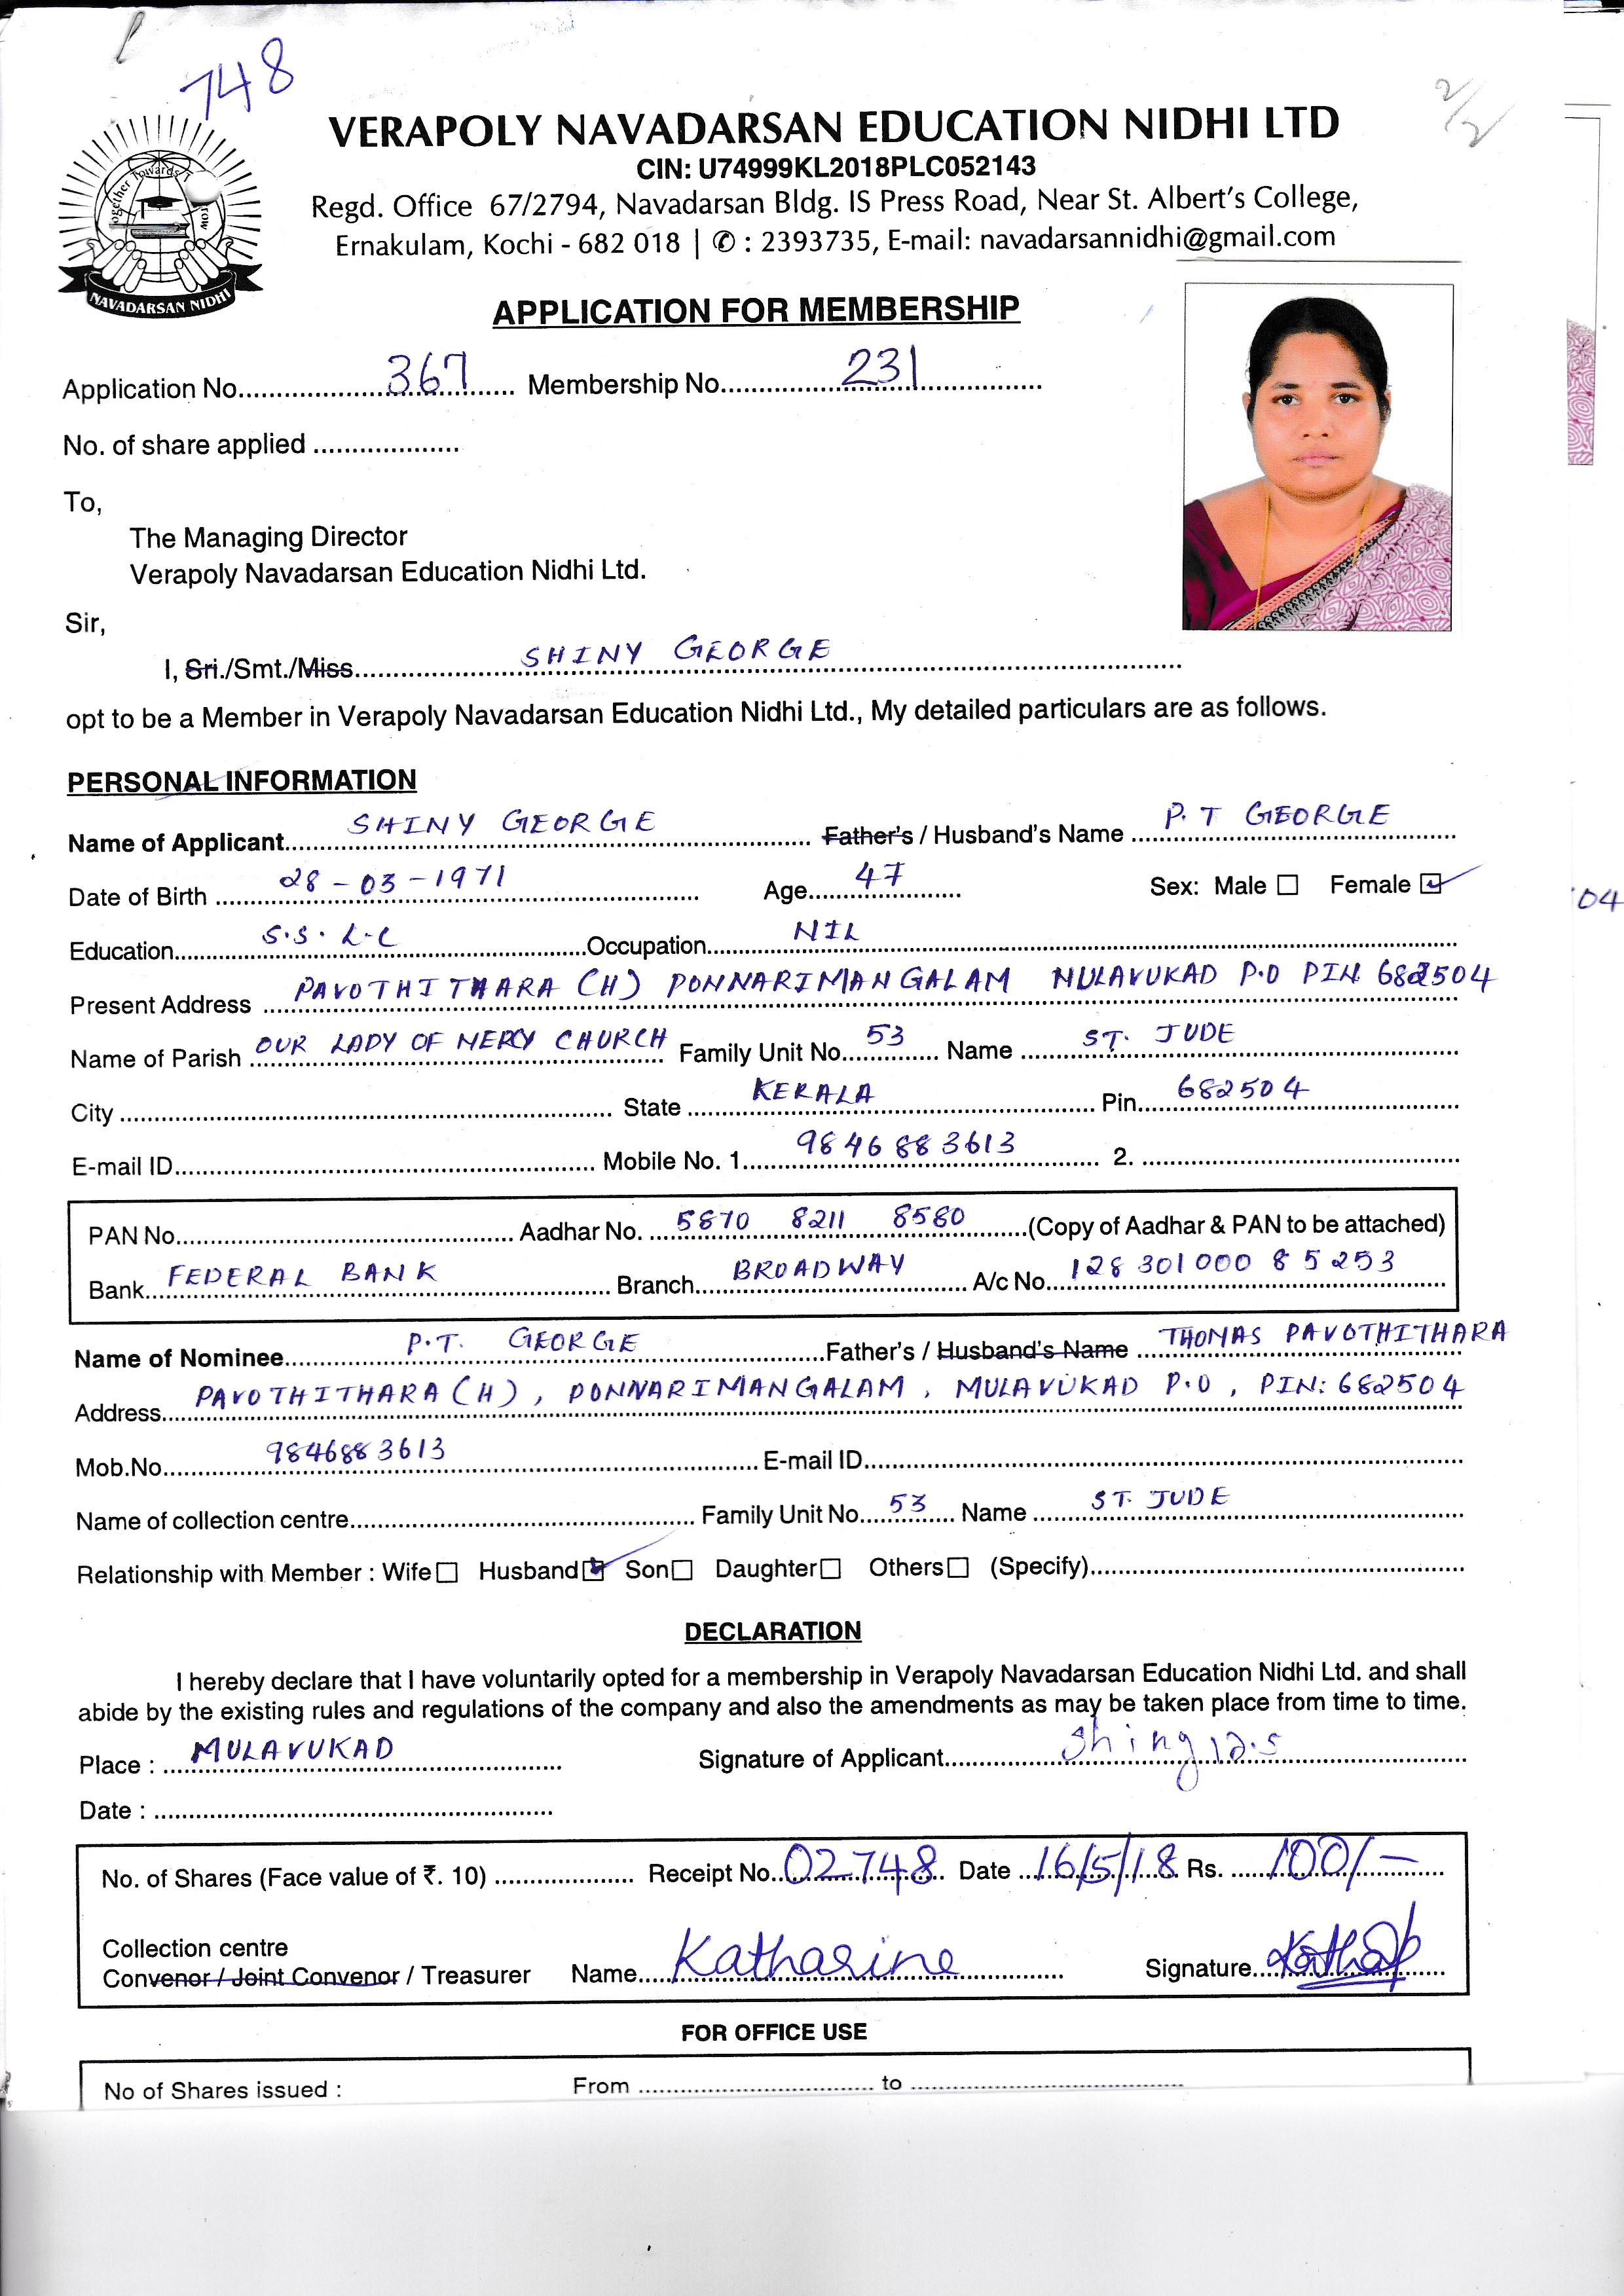 748
2/2
Together Towards T row
NAVADARSAN NIDHI
VERAPOLY NAVADARSAN EDUCATION NIDHI LTD
CIN: U74999KL2018PLC052143
Regd. Office 67/2794, Navadarsan Bldg. IS Press Road, Near St. Albert's College,
Ernakulam, Kochi - 682 018 | ✆ : 2393735, E-mail: navadarsannidhi@gmail.com
APPLICATION FOR MEMBERSHIP
Application No. 367 Membership No. 231
No. of share applied
To,
The Managing Director
Verapoly Navadarsan Education Nidhi Ltd.
Sir,
I, Sri./Smt./Miss SHINY GEORGE
opt to be a Member in Verapoly Navadarsan Education Nidhi Ltd., My detailed particulars are as follows.
PERSONAL INFORMATION
Name of Applicant SHINY GEORGE Father's / Husband's Name P.T GEORGE
Date of Birth 28-03-1971 Age 47 Sex: Male ☐ Female ☑
04
Education S.S.L.C Occupation NIL
Present Address PAVOTHITHARA (H) PONNARIMANGALAM MULAVUKAD P.O PIN 682504
Name of Parish OUR LADY OF MERCY CHURCH Family Unit No. 53 Name ST. JUDE
City State KERALA Pin 682504
E-mail ID Mobile No. 1 9846883613 2.
PAN No. Aadhar No. 5870 8211 8580 (Copy of Aadhar & PAN to be attached)
Bank FEDERAL BANK Branch BROADWAY A/c No. 12830100085253
Name of Nominee P.T. GEORGE Father's / Husband's Name THOMAS PAVOTHITHARA
Address PAVOTHITHARA (H), PONNARIMANGALAM, MULAVUKAD P.O, PIN: 682504
Mob.No. 9846883613 E-mail ID
Name of collection centre Family Unit No. 53 Name ST. JUDE
Relationship with Member : Wife ☐ Husband ☑ Son ☐ Daughter ☐ Others ☐ (Specify)
DECLARATION
I hereby declare that I have voluntarily opted for a membership in Verapoly Navadarsan Education Nidhi Ltd. and shall
abide by the existing rules and regulations of the company and also the amendments as may be taken place from time to time.
Place : MULAVUKAD Signature of Applicant
Date :
No. of Shares (Face value of ₹. 10) Receipt No. 02748 Date 16/5/18 Rs. 100/-
Collection centre
Convenor / Joint Convenor / Treasurer Name Katharine Signature
FOR OFFICE USE
No of Shares issued : From to